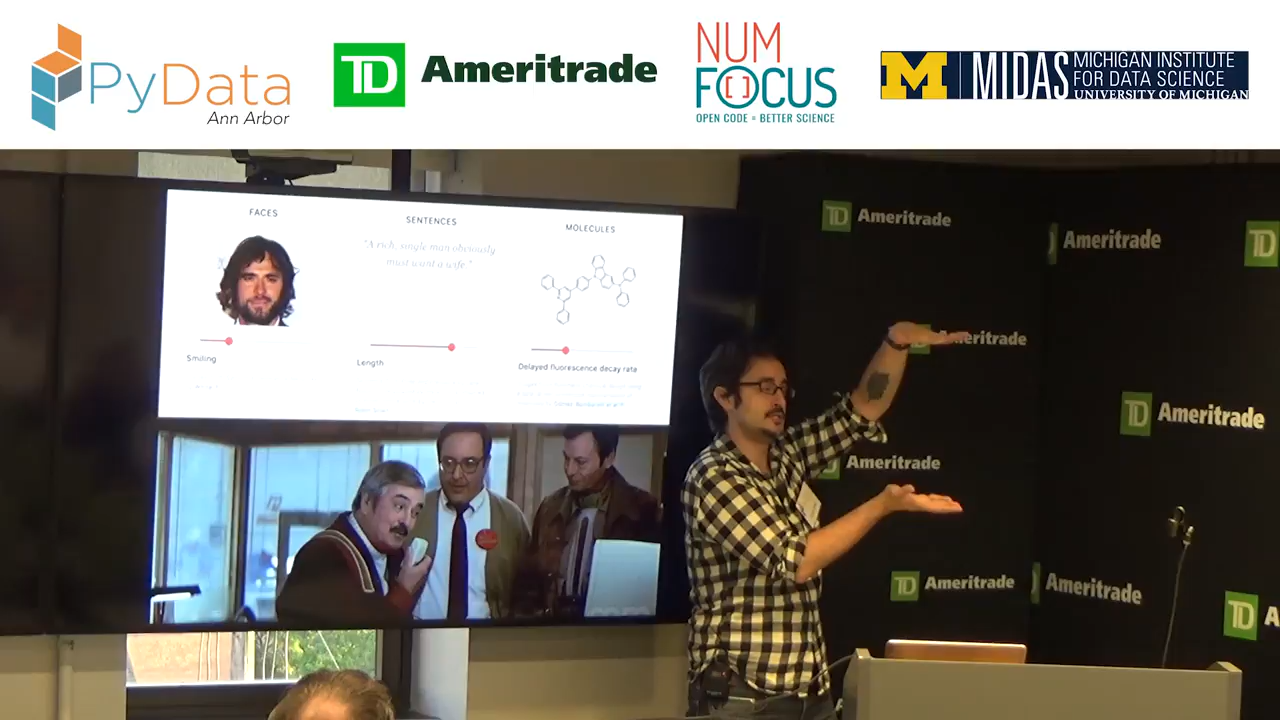 PyData
Ann Arbor
TD Ameritrade
NUM
FOCUS
OPEN CODE = BETTER SCIENCE
M MIDAS
MICHIGAN INSTITUTE
FOR DATA SCIENCE
UNIVERSITY OF MICHIGAN
FACES
SENTENCES
MOLECULES
"A rich, single man obviously
must want a wife."
Smiling
Length
Delayed fluorescence decay rate
TD Ameritrade
Ameritrade
TD
TD Ameritrade
TD Ameritrade
TD Ameritrade
TD Ameritrade
Ameritrade
TD A